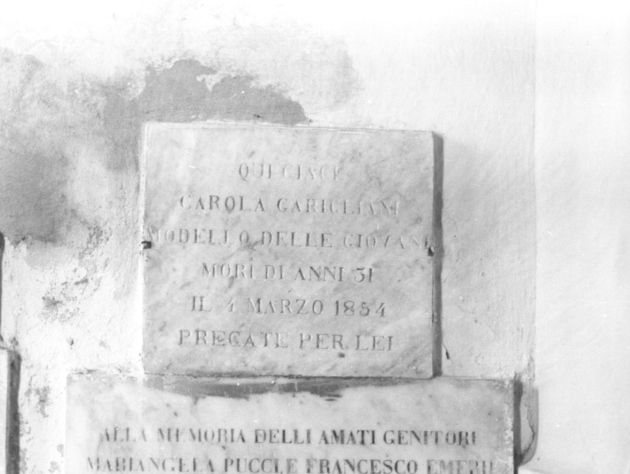 QUI GIACE
CAROLA GARIGLIANI
MODELLO DELLE GIOVANI
MORÌ DI ANNI 31
IL 4 MARZO 1854
PREGATE PER LEI
ALLA MEMORIA DELLI AMATI GENITORI
MARIANGELA PUCCI E FRANCESCO